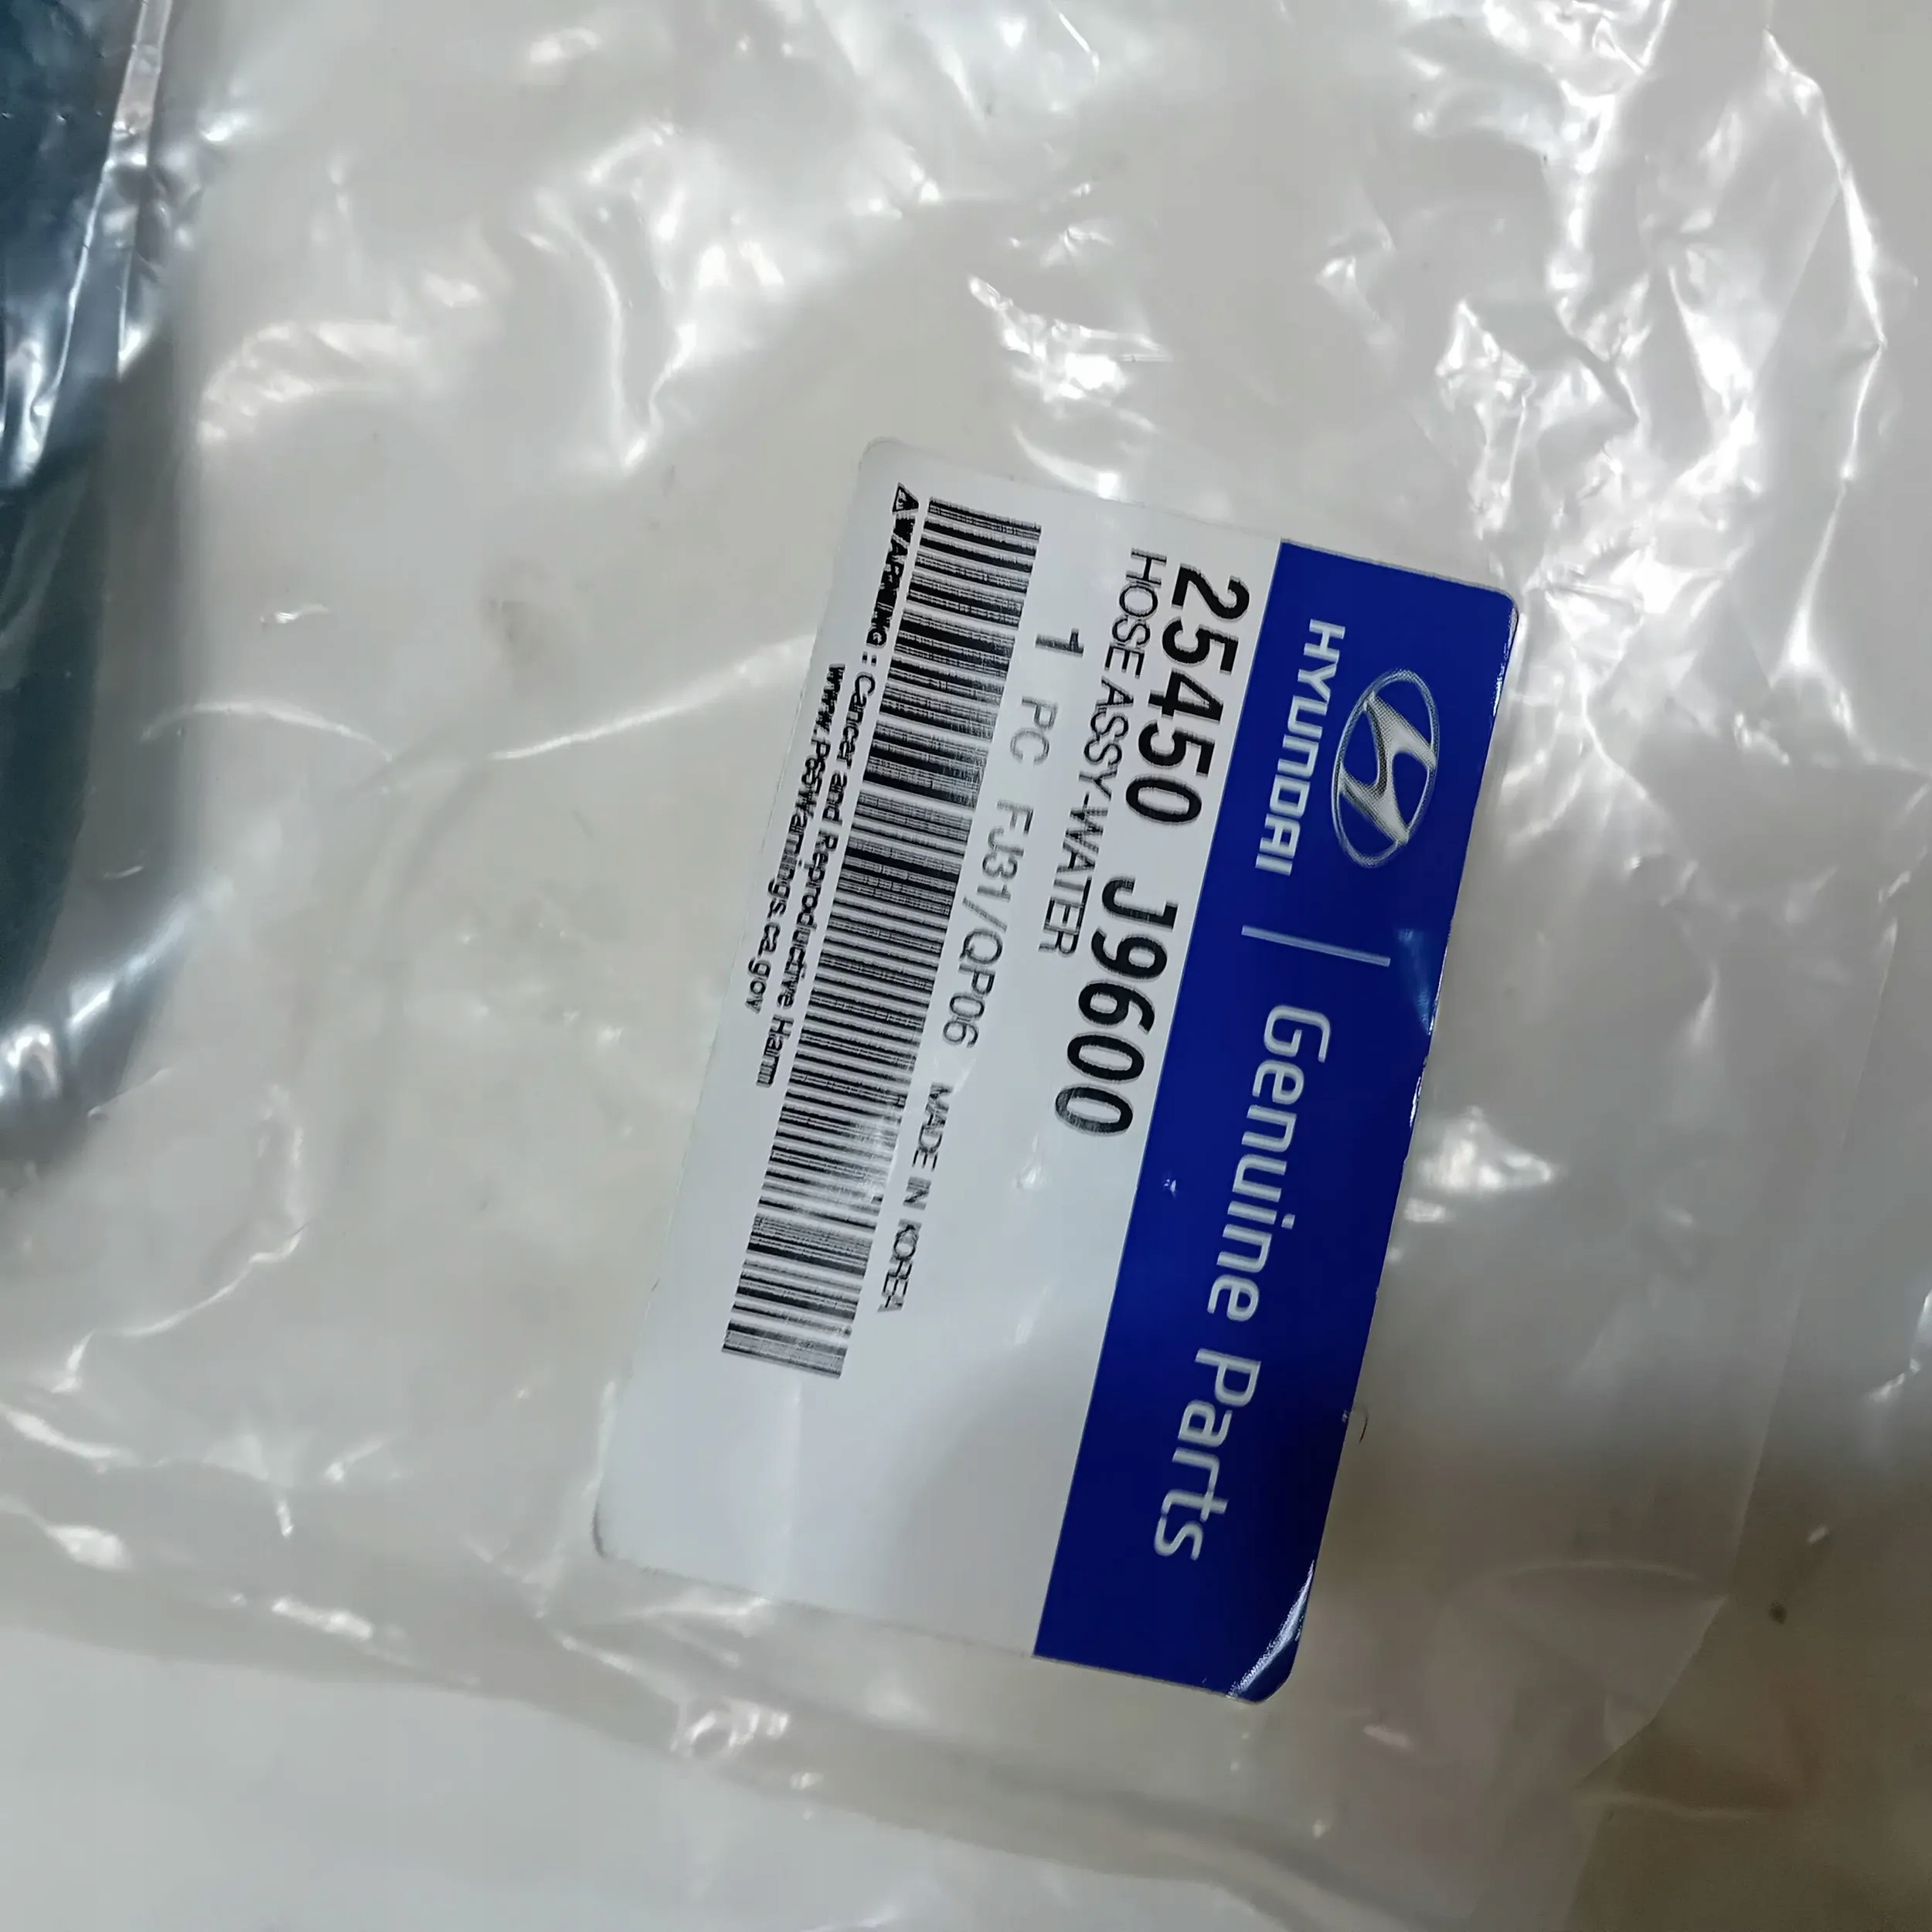 HYUNDAI | Genuine Parts
25450 J9600
HOSE ASSY-WATER
1 PC FJ31/QP06 MADE IN KOREA
WARNING : Cancer and Reproductive Harm
www.P65Warnings.ca.gov